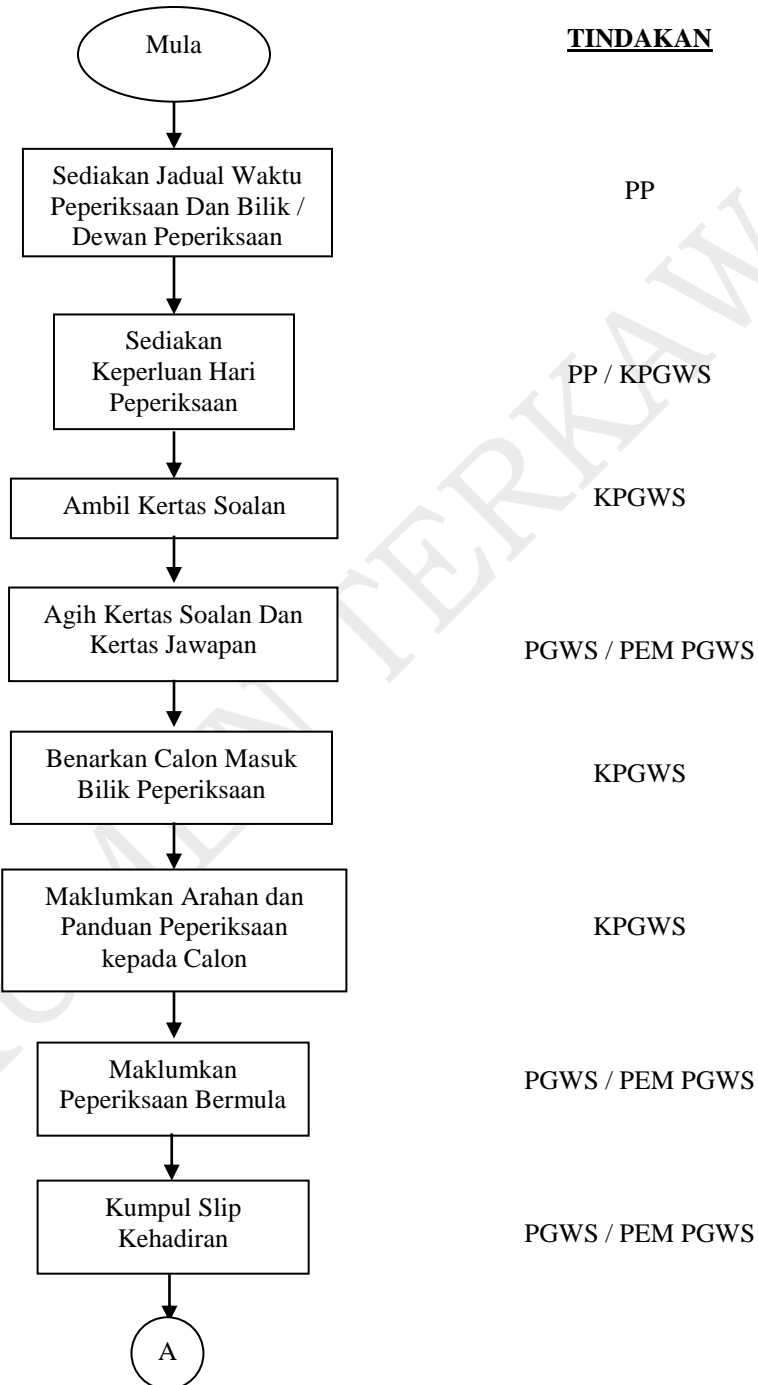 Mula
TINDAKAN
Sediakan Jadual Waktu
Peperiksaan Dan Bilik /
Dewan Peperiksaan
PP
Sediakan
Keperluan Hari
Peperiksaan
PP / KPGWS
Ambil Kertas Soalan
KPGWS
Agih Kertas Soalan Dan
Kertas Jawapan
PGWS / PEM PGWS
Benarkan Calon Masuk
Bilik Peperiksaan
KPGWS
Maklumkan Arahan dan
Panduan Peperiksaan
kepada Calon
KPGWS
Maklumkan
Peperiksaan Bermula
PGWS / PEM PGWS
Kumpul Slip
Kehadiran
PGWS / PEM PGWS
A